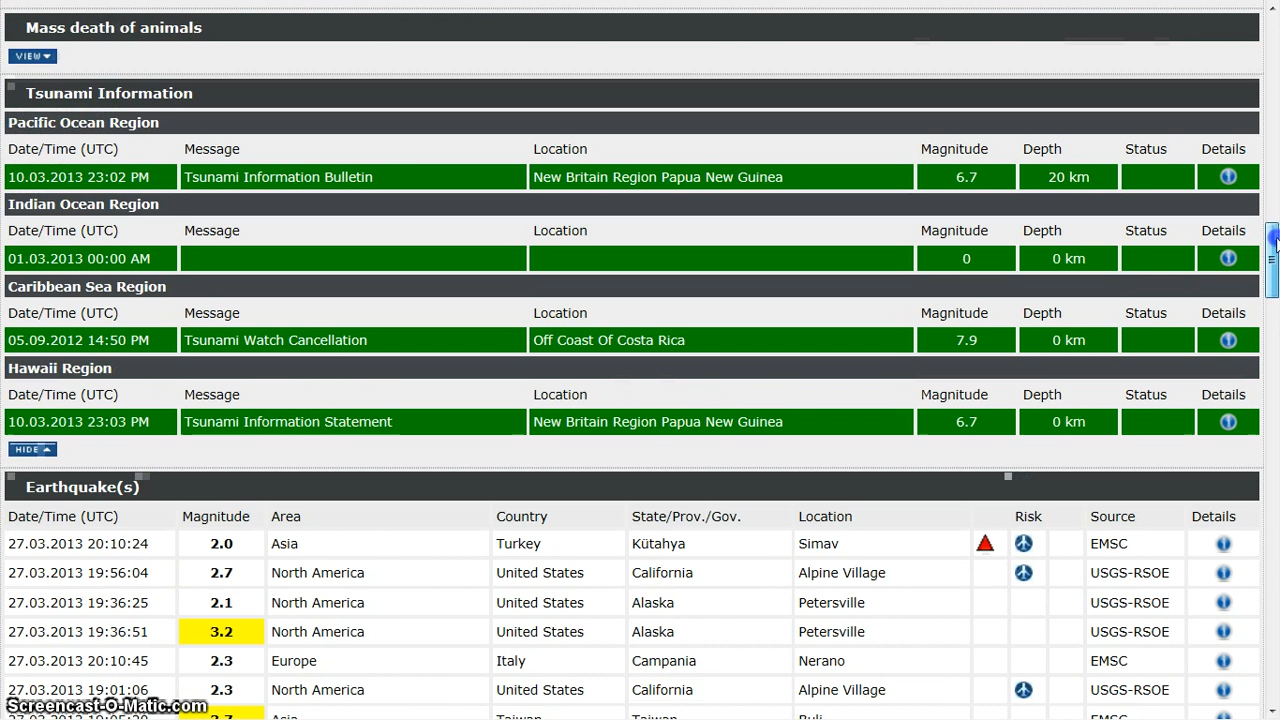 Mass death of animals
VIEW
Tsunami Information
Pacific Ocean Region
Date/Time (UTC) Message Location Magnitude Depth Status Details
10.03.2013 23:02 PM Tsunami Information Bulletin New Britain Region Papua New Guinea 6.7 20 km
Indian Ocean Region
Date/Time (UTC) Message Location Magnitude Depth Status Details
01.03.2013 00:00 AM 0 0 km
Caribbean Sea Region
Date/Time (UTC) Message Location Magnitude Depth Status Details
05.09.2012 14:50 PM Tsunami Watch Cancellation Off Coast Of Costa Rica 7.9 0 km
Hawaii Region
Date/Time (UTC) Message Location Magnitude Depth Status Details
10.03.2013 23:03 PM Tsunami Information Statement New Britain Region Papua New Guinea 6.7 0 km
HIDE
Earthquake(s)
Date/Time (UTC) Magnitude Area Country State/Prov./Gov. Location Risk Source Details
27.03.2013 20:10:24 2.0 Asia Turkey Kütahya Simav EMSC
27.03.2013 19:56:04 2.7 North America United States California Alpine Village USGS-RSOE
27.03.2013 19:36:25 2.1 North America United States Alaska Petersville USGS-RSOE
27.03.2013 19:36:51 3.2 North America United States Alaska Petersville USGS-RSOE
27.03.2013 20:10:45 2.3 Europe Italy Campania Nerano EMSC
27.03.2013 19:01:06 2.3 North America United States California Alpine Village USGS-RSOE
Screencast-O-Matic.com